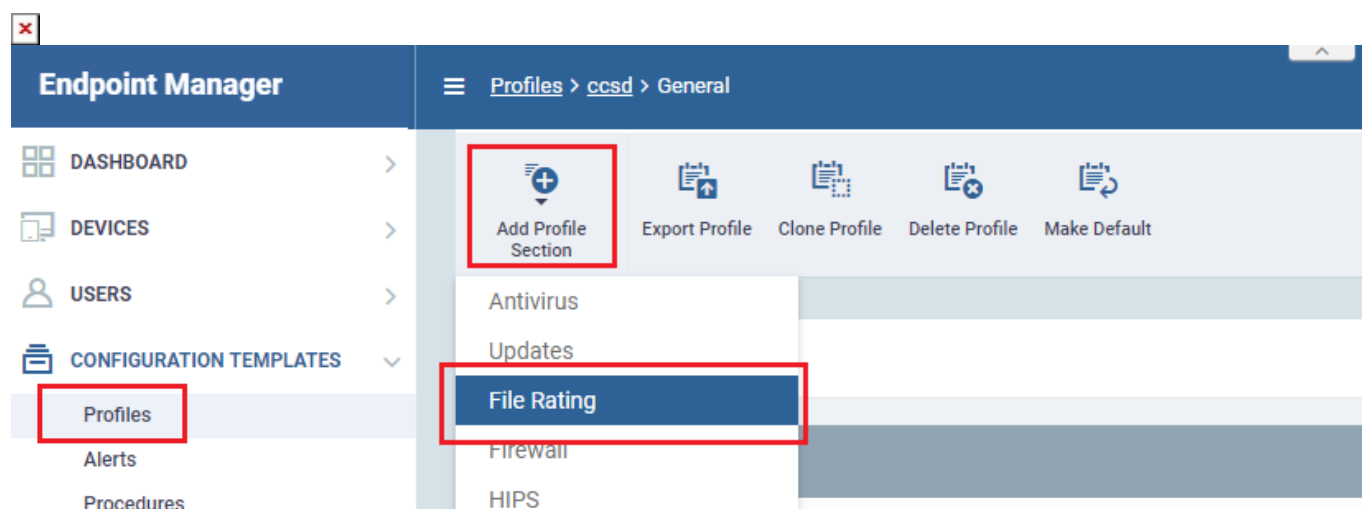 Endpoint Manager
Profiles > ccsd > General
DASHBOARD
DEVICES
USERS
CONFIGURATION TEMPLATES
Profiles
Alerts
Procedures
Add Profile
Section
Export Profile
Clone Profile
Delete Profile
Make Default
Antivirus
Updates
File Rating
Firewall
HIPS